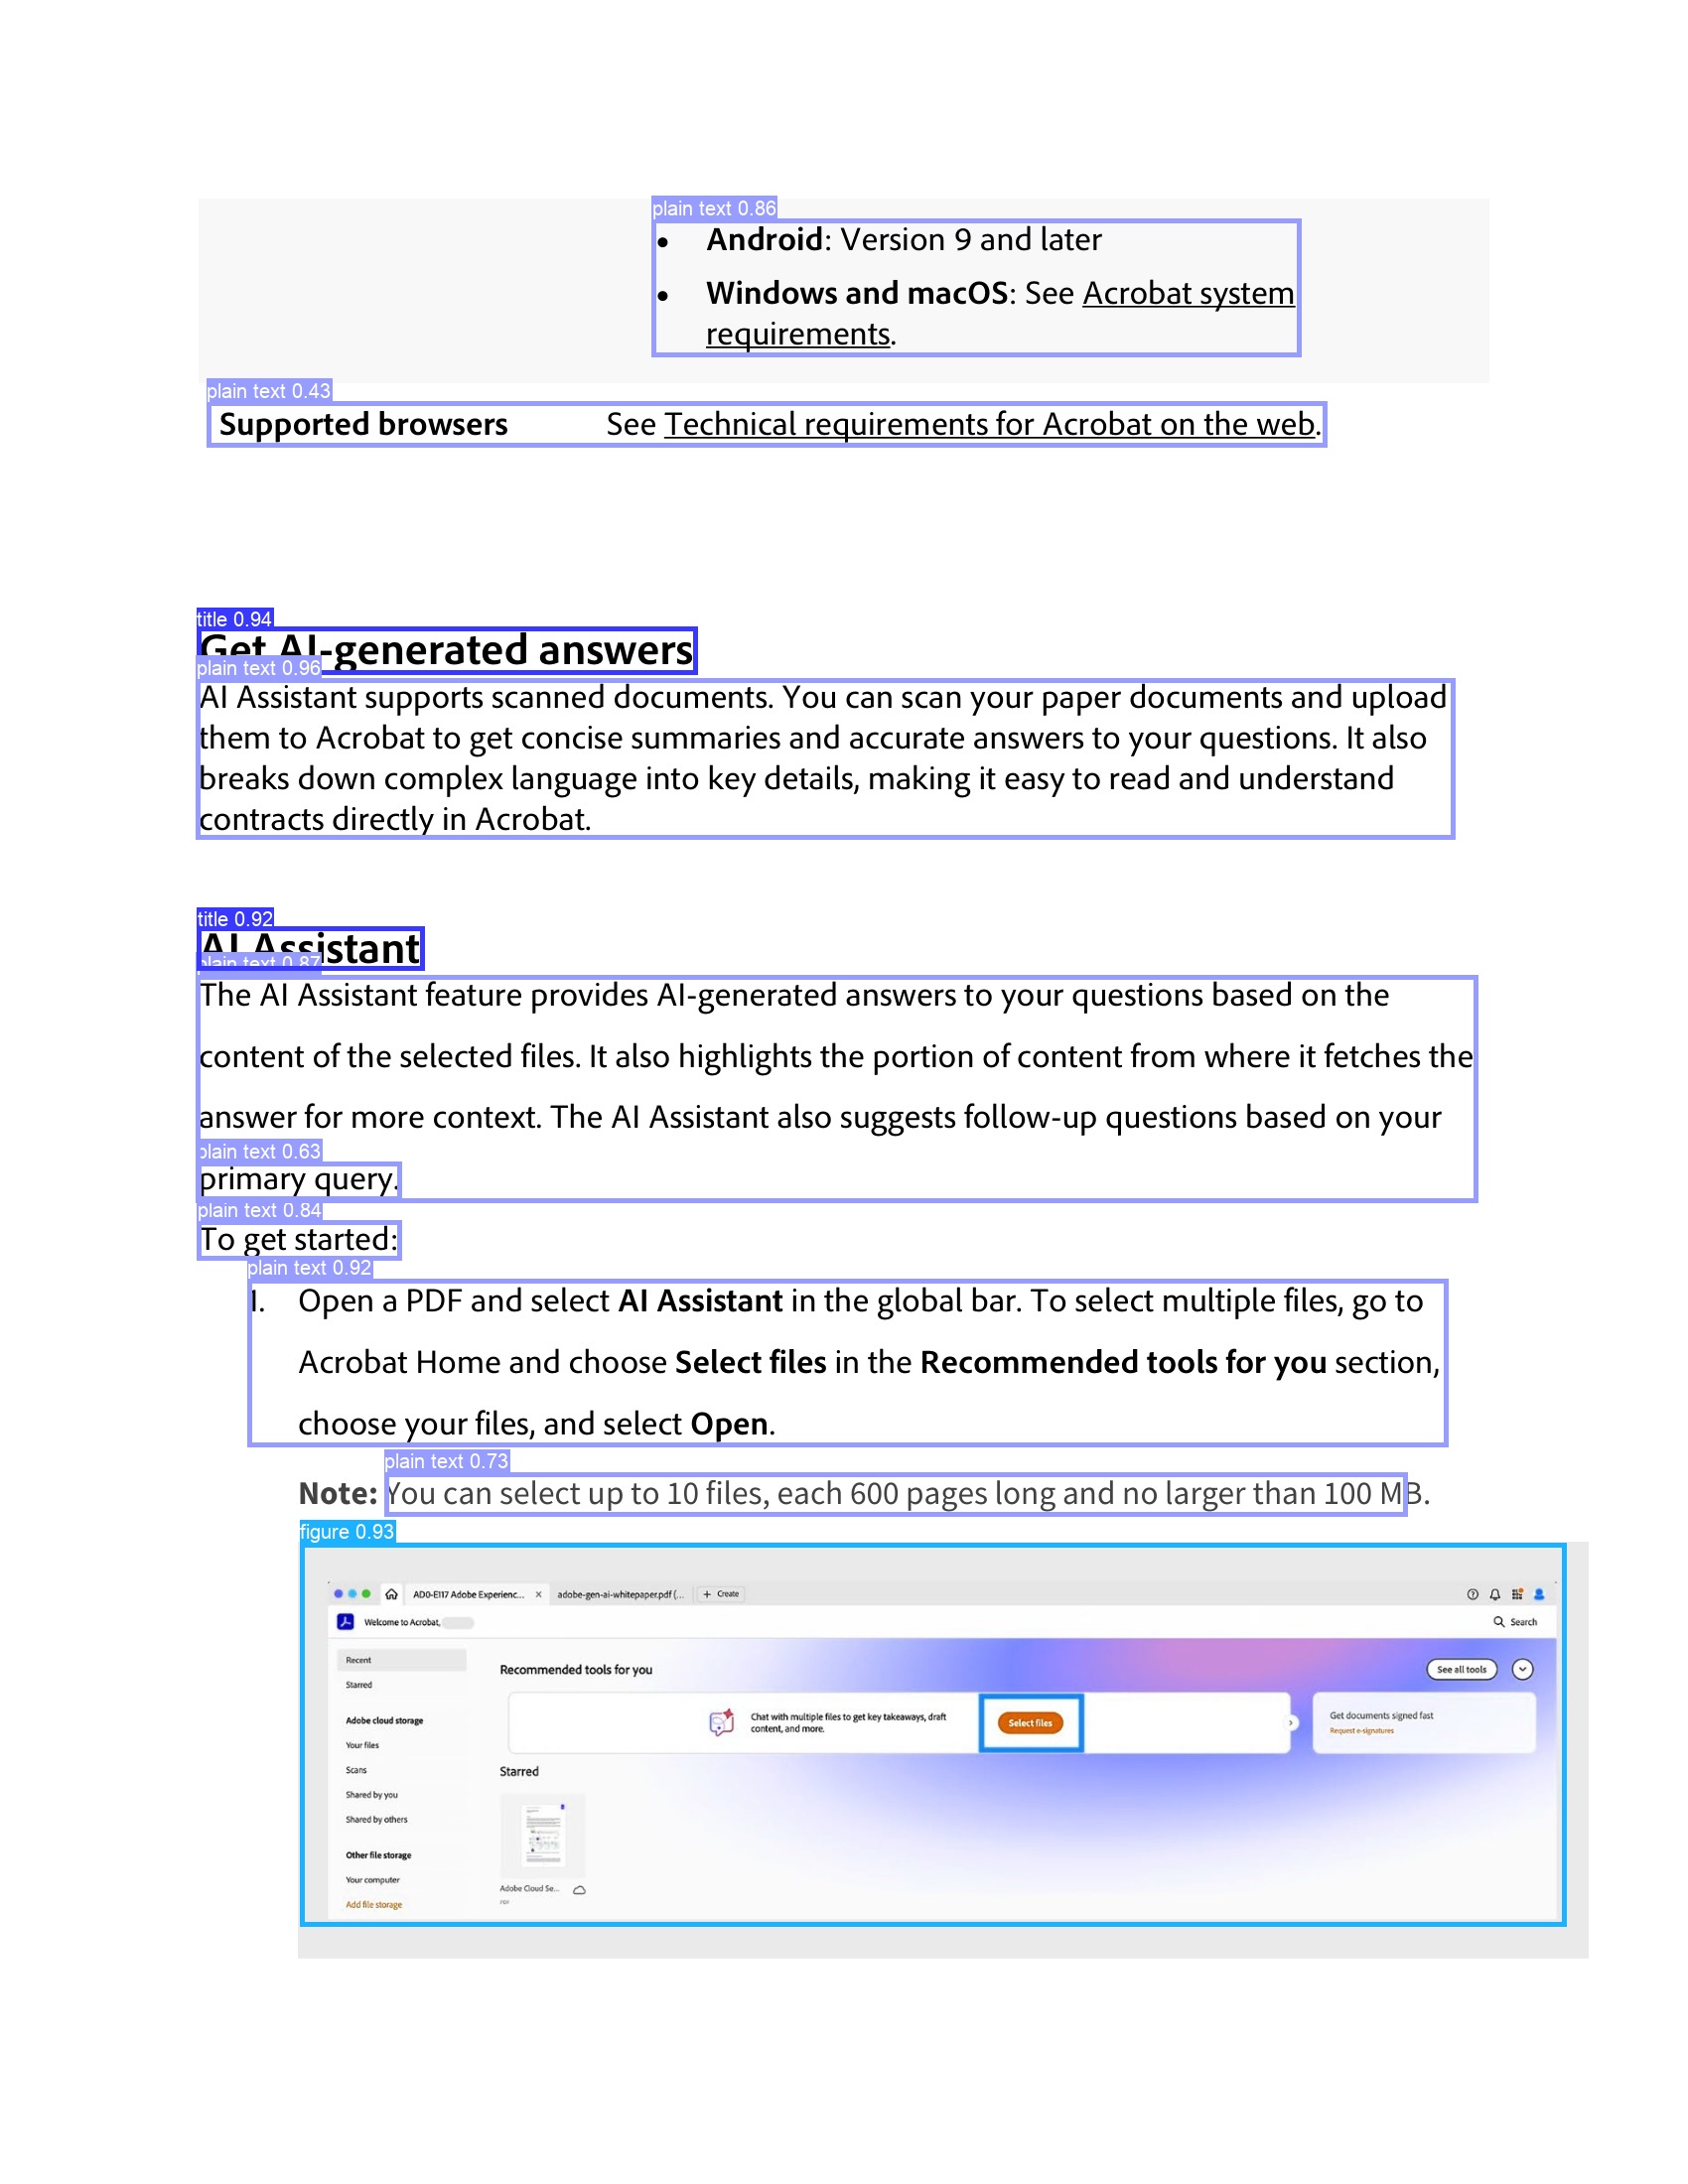 plain text 0.86
• Android: Version 9 and later
• Windows and macOS: See Acrobat system
requirements.
plain text 0.43
Supported browsers See Technical requirements for Acrobat on the web.
title 0.94
Get AI-generated answers
plain text 0.96
AI Assistant supports scanned documents. You can scan your paper documents and upload
them to Acrobat to get concise summaries and accurate answers to your questions. It also
breaks down complex language into key details, making it easy to read and understand
contracts directly in Acrobat.
title 0.92
AI Assistant
plain text 0.87
The AI Assistant feature provides AI-generated answers to your questions based on the
content of the selected files. It also highlights the portion of content from where it fetches the
answer for more context. The AI Assistant also suggests follow-up questions based on your
plain text 0.63
primary query.
plain text 0.84
To get started:
plain text 0.92
1. Open a PDF and select AI Assistant in the global bar. To select multiple files, go to
Acrobat Home and choose Select files in the Recommended tools for you section,
choose your files, and select Open.
plain text 0.73
Note: You can select up to 10 files, each 600 pages long and no larger than 100 MB.
figure 0.93
AD0-E117 Adobe Experienc... × adobe-gen-ai-whitepaper.pdf (... + Create
Welcome to Acrobat, Search
Recent
Starred
Adobe cloud storage
Your files
Scans
Shared by you
Shared by others
Other file storage
Your computer
Add file storage
Recommended tools for you See all tools
Chat with multiple files to get key takeaways, draft
content, and more.
Select files
Get documents signed fast
Request e-signatures
Starred
Adobe Cloud Se...
PDF